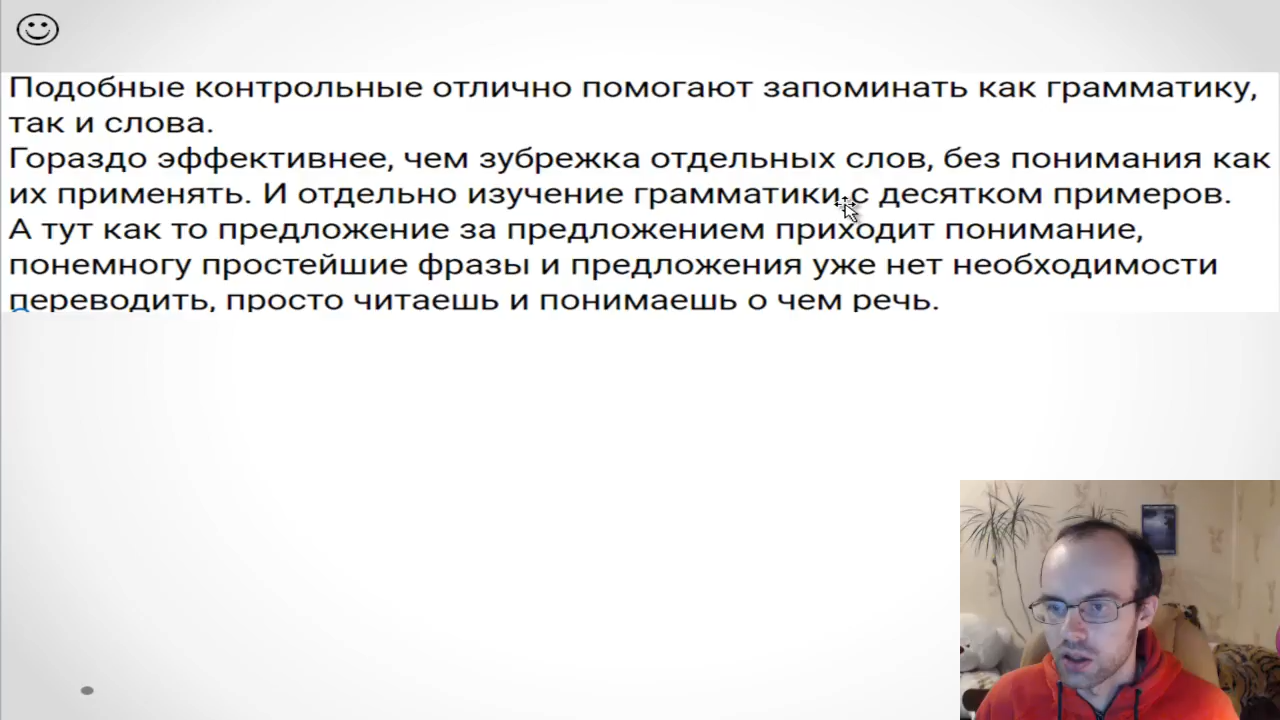 Подобные контрольные отлично помогают запоминать как грамматику,
так и слова.
Гораздо эффективнее, чем зубрежка отдельных слов, без понимания как
их применять. И отдельно изучение грамматики с десятком примеров.
А тут как то предложение за предложением приходит понимание,
понемногу простейшие фразы и предложения уже нет необходимости
переводить, просто читаешь и понимаешь о чем речь.